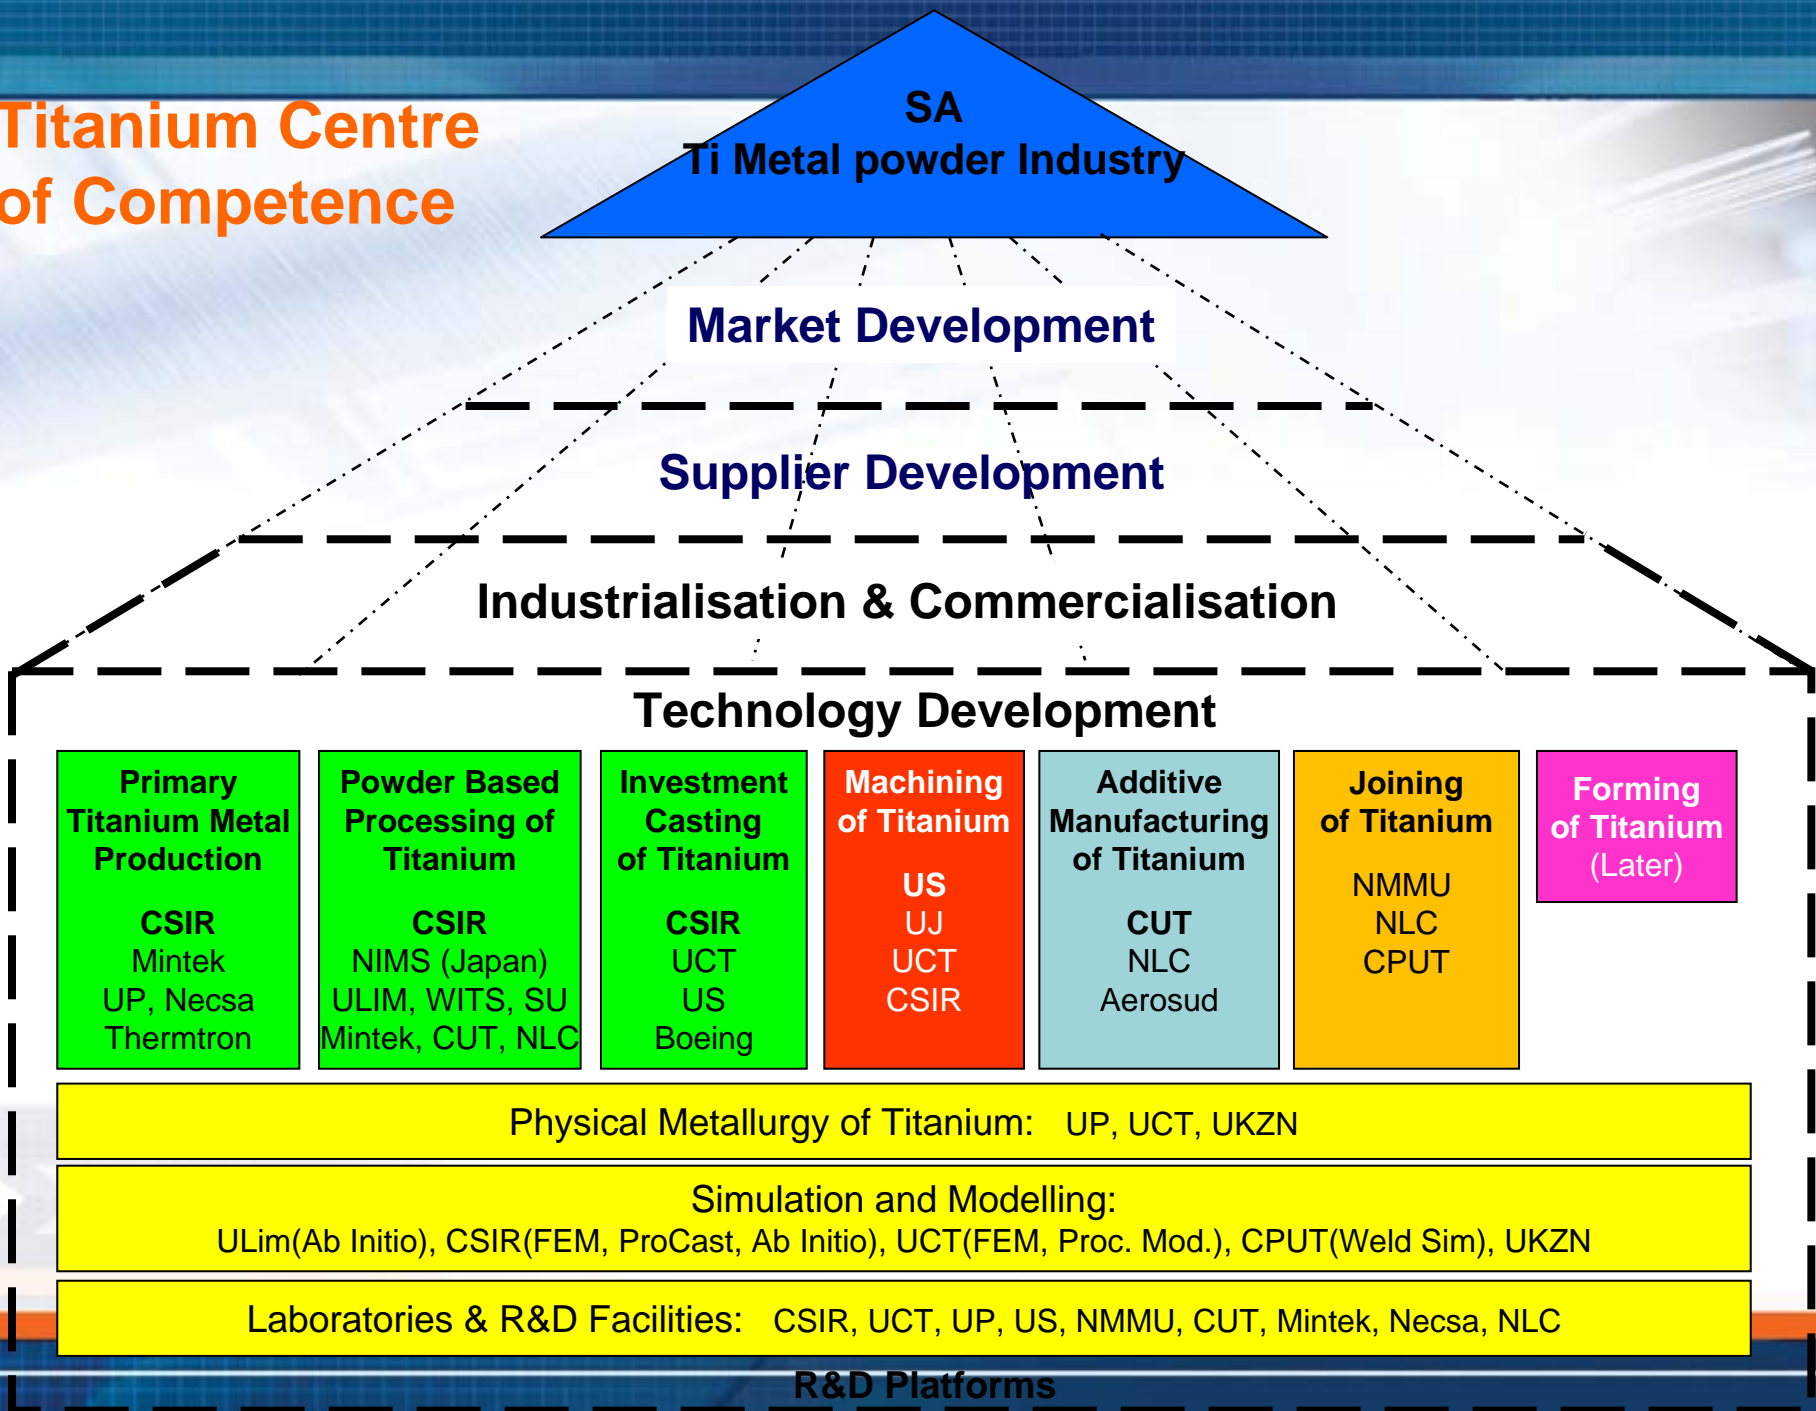 Titanium Centre
of Competence
SA
Ti Metal powder Industry
Market Development
Supplier Development
Industrialisation & Commercialisation
Technology Development
Primary
Titanium Metal
Production
CSIR
Mintek
UP, Necsa
Thermtron
Powder Based
Processing of
Titanium
CSIR
NIMS (Japan)
ULIM, WITS, SU
Mintek, CUT, NLC
Investment
Casting
of Titanium
CSIR
UCT
US
Boeing
Machining
of Titanium
US
UJ
UCT
CSIR
Additive
Manufacturing
of Titanium
CUT
NLC
Aerosud
Joining
of Titanium
NMMU
NLC
CPUT
Forming
of Titanium
(Later)
Physical Metallurgy of Titanium: UP, UCT, UKZN
Simulation and Modelling:
ULim(Ab Initio), CSIR(FEM, ProCast, Ab Initio), UCT(FEM, Proc. Mod.), CPUT(Weld Sim), UKZN
Laboratories & R&D Facilities: CSIR, UCT, UP, US, NMMU, CUT, Mintek, Necsa, NLC
R&D Platforms